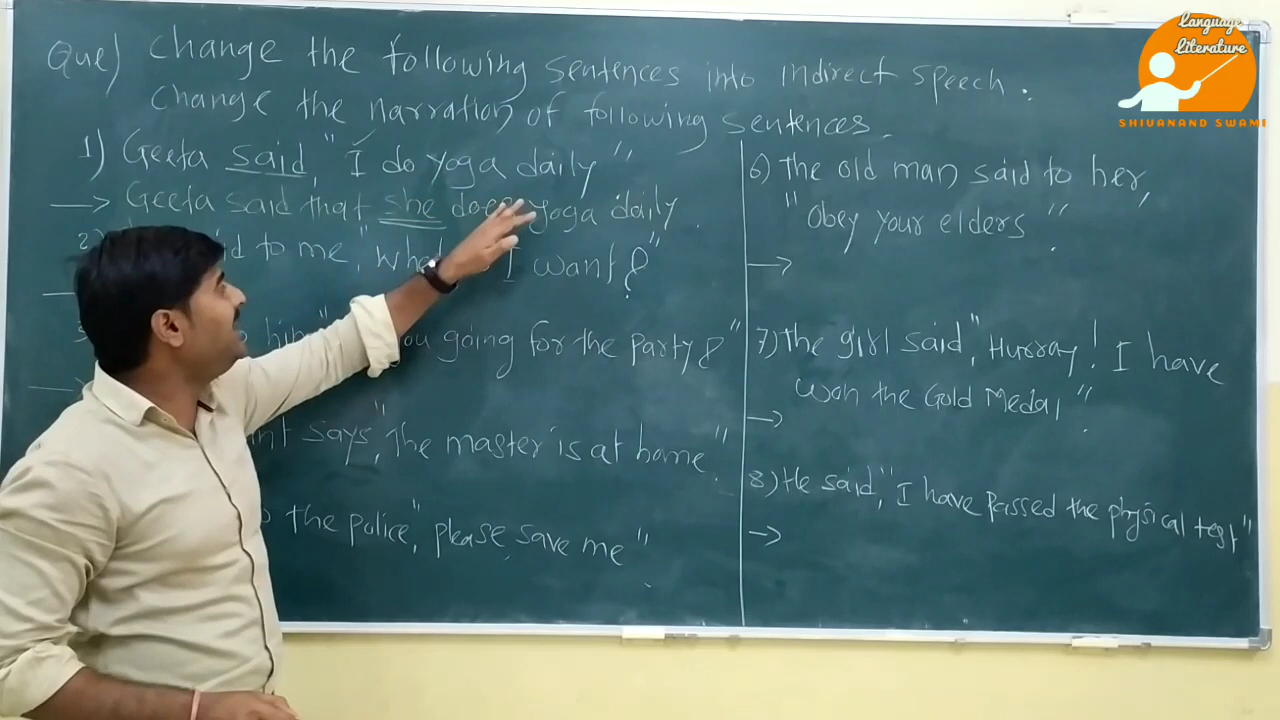 Que) Change the following sentences into indirect speech.
Change the narration of following sentences.
1) Geeta said, "I do yoga daily"
→ Geeta said that she does yoga daily.
2) to me, " I want?"
going for the party?"
says, "The master is at home."
the police, "please, save me".
6) The old man said to her,
"Obey your elders".
→
7) The girl said, "Hurray! I have
won the Gold Medal".
→
8) He said, "I have passed the physical test"
→
Language
Literature
SHIVANAND SWAMI